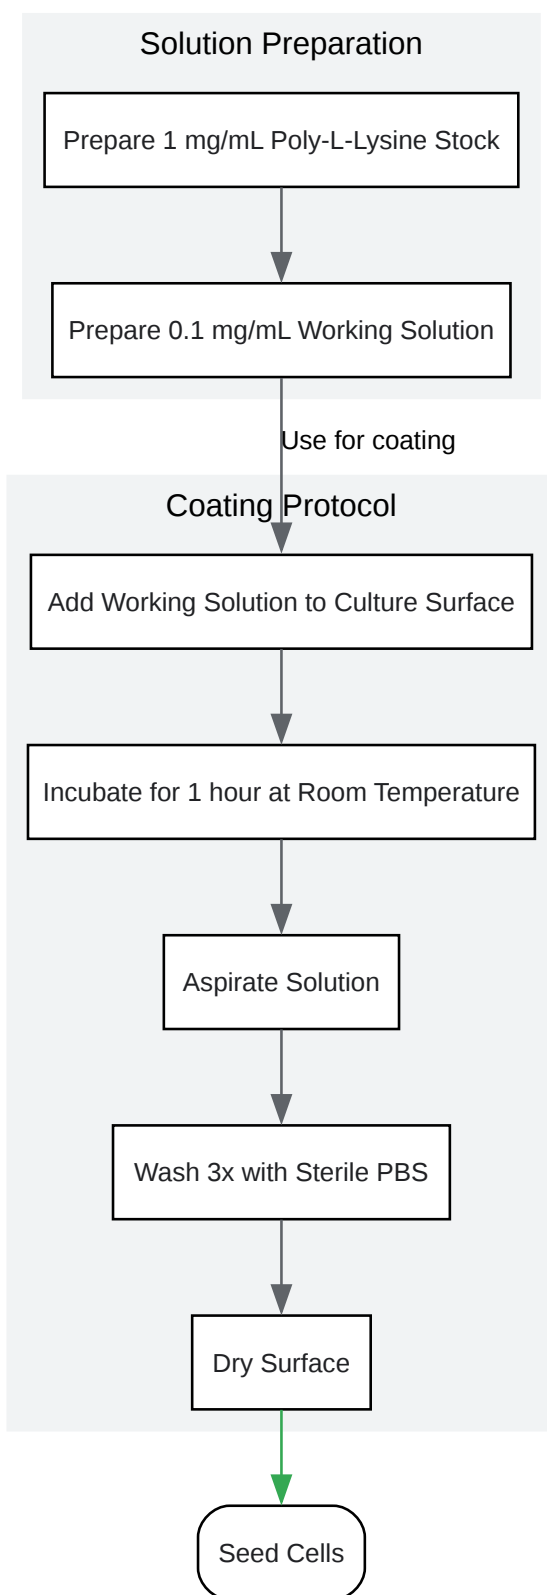 Solution Preparation
Prepare 1 mg/mL Poly-L-Lysine Stock
Prepare 0.1 mg/mL Working Solution
Use for coating
Coating Protocol
Add Working Solution to Culture Surface
Incubate for 1 hour at Room Temperature
Aspirate Solution
Wash 3x with Sterile PBS
Dry Surface
Seed Cells